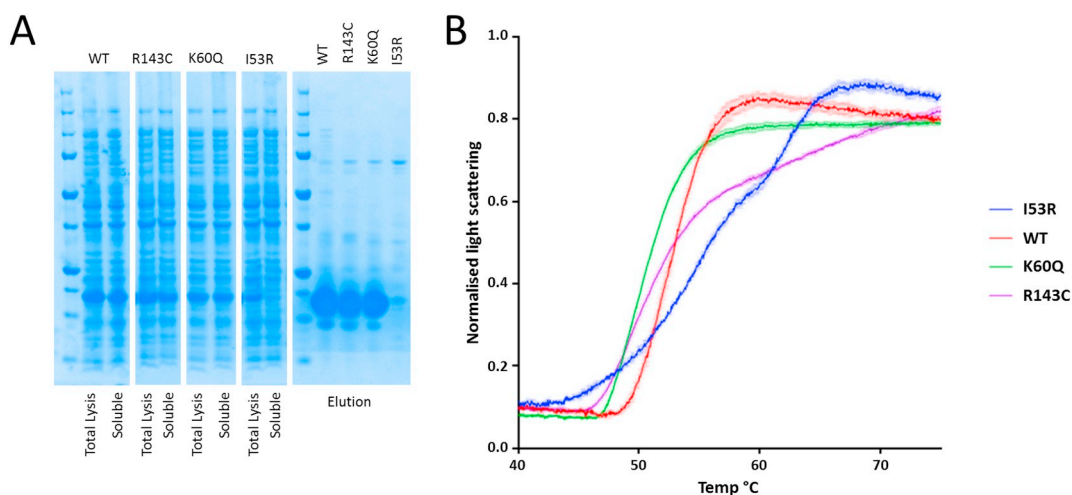 A
WT R143C K60Q I53R
WT R143C K60Q I53R
Total Lysis Soluble Total Lysis Soluble Total Lysis Soluble Total Lysis Soluble
Elution
B
1.0
0.8
0.6
0.4
0.2
0.0
Normalised light scattering
40 50 60 70
Temp °C
I53R
WT
K60Q
R143C